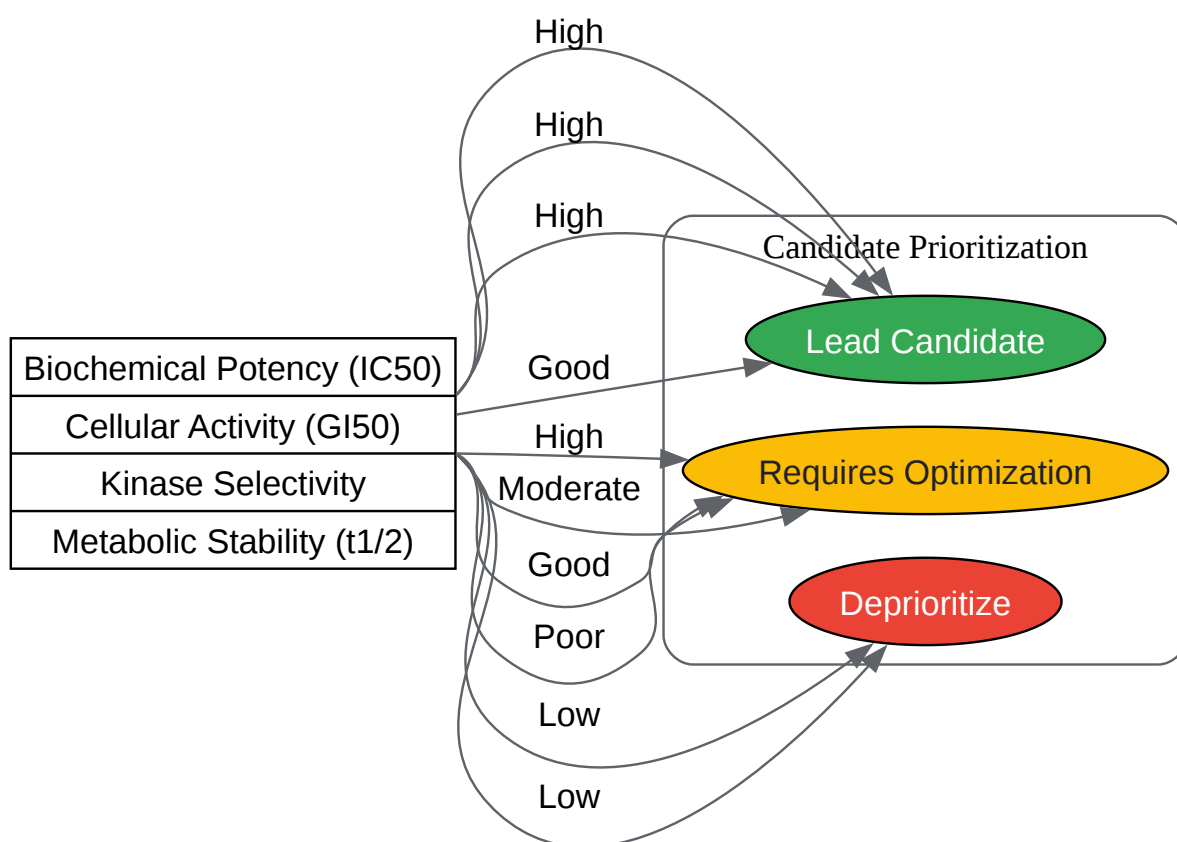 High
High
High
Candidate Prioritization
Lead Candidate
Biochemical Potency (IC50)
Good
Cellular Activity (GI50)
High
Requires Optimization
Kinase Selectivity
Moderate
Metabolic Stability (t1/2)
Good
Deprioritize
Poor
Low
Low